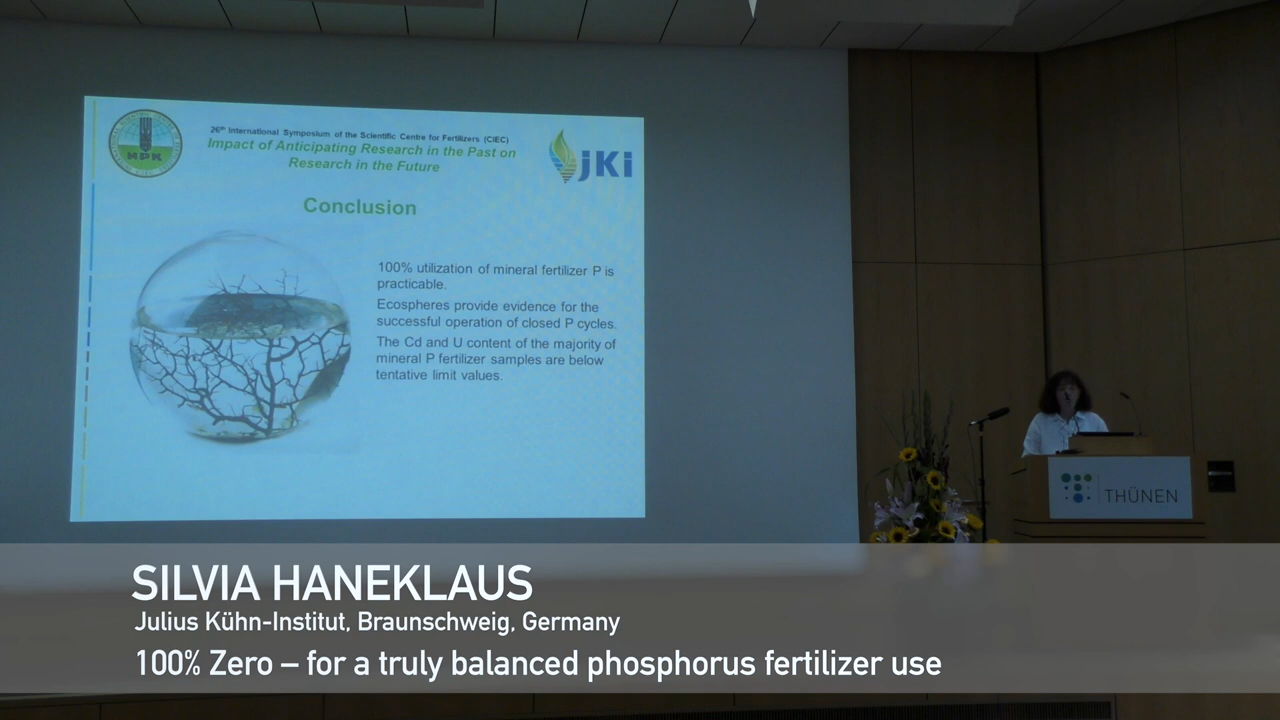 26th International Symposium of the Scientific Centre for Fertilizers (CIEC)
Impact of Anticipating Research in the Past on
Research in the Future
NPK
JKi
Conclusion
100% utilization of mineral fertilizer P is
practicable.
Ecospheres provide evidence for the
successful operation of closed P cycles.
The Cd and U content of the majority of
mineral P fertilizer samples are below
tentative limit values.
THÜNEN
SILVIA HANEKLAUS
Julius Kühn-Institut, Braunschweig, Germany
100% Zero – for a truly balanced phosphorus fertilizer use